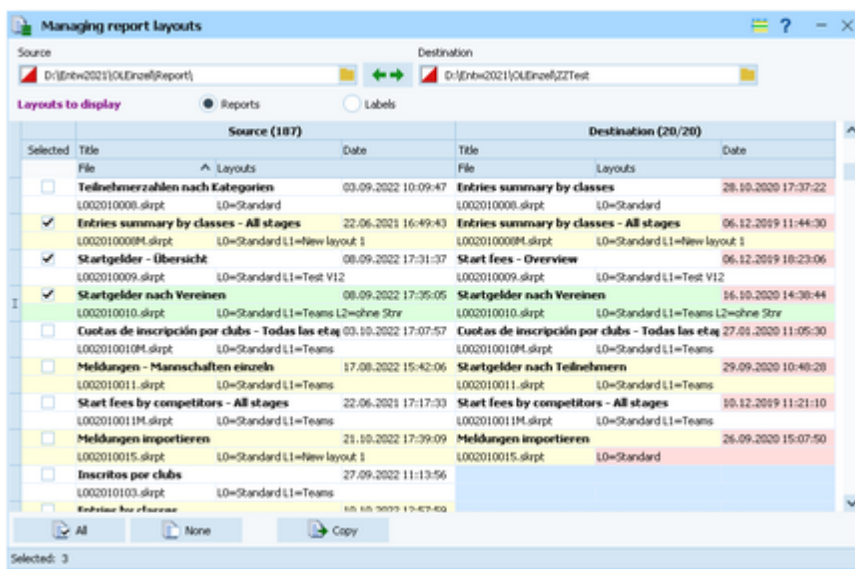 Managing report layouts
Source Destination
D:\Entw2021\OLEinzel\Report\ D:\Entw2021\OLEinzel\ZZTest
Layouts to display Reports Labels
Source (187) Destination (20/20)
Selected Title Date Title Date
File Layouts File Layouts
Teilnehmerzahlen nach Kategorien 03.09.2022 10:09:47 Entries summary by classes 28.10.2020 17:37:22
L002010008.skrpt L0=Standard L002010008.skrpt L0=Standard
Entries summary by classes - All stages 22.06.2021 16:49:43 Entries summary by classes - All stages 06.12.2019 11:44:30
L002010008M.skrpt L0=Standard L1=New layout 1 L002010008M.skrpt L0=Standard L1=New layout 1
Startgelder - Übersicht 08.09.2022 17:31:37 Start fees - Overview 06.12.2019 18:23:06
L002010009.skrpt L0=Standard L1=Test V12 L002010009.skrpt L0=Standard L1=Test V12
Startgelder nach Vereinen 08.09.2022 17:35:05 Startgelder nach Vereinen 16.10.2020 14:38:44
L002010010.skrpt L0=Standard L1=Teams L2=ohne Stnr L002010010.skrpt L0=Standard L1=Teams L2=ohne Stnr
Cuotas de inscripción por clubs - Todas las etap 03.10.2022 17:07:57 Cuotas de inscripción por clubs - Todas las etap 27.01.2020 11:05:30
L002010010M.skrpt L0=Standard L1=Teams L002010010M.skrpt L0=Standard L1=Teams
Meldungen - Mannschaften einzeln 17.08.2022 15:42:06 Startgelder nach Teilnehmern 29.09.2020 10:48:28
L002010011.skrpt L0=Standard L1=Teams L002010011.skrpt L0=Standard L1=Teams
Start fees by competitors - All stages 22.06.2021 17:17:33 Start fees by competitors - All stages 10.12.2019 11:21:10
L002010011M.skrpt L0=Standard L1=Teams L002010011M.skrpt L0=Standard L1=Teams
Meldungen importieren 21.10.2022 17:39:09 Meldungen importieren 26.09.2020 15:07:50
L002010015.skrpt L0=Standard L1=New layout 1 L002010015.skrpt L0=Standard
Inscritos por clubs 27.09.2022 11:13:56
L002010103.skrpt L0=Standard L1=Teams
Entries by classes 10.10.2022 12:57:59
All None Copy
Selected: 3